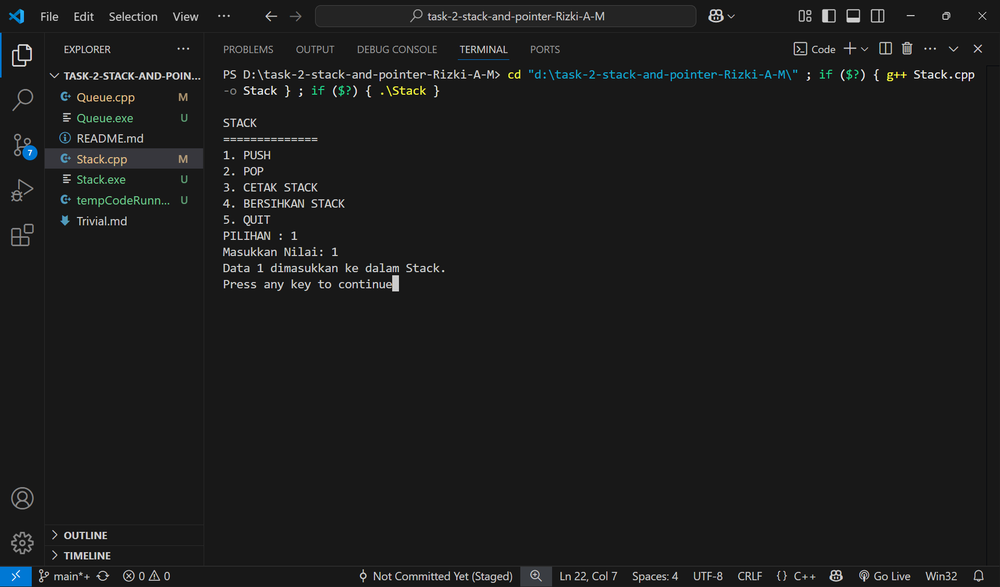 File Edit Selection View ··· task-2-stack-and-pointer-Rizki-A-M
EXPLORER ···
TASK-2-STACK-AND-POIN...
Queue.cpp M
Queue.exe U
README.md
Stack.cpp M
Stack.exe U
tempCodeRunn... U
Trivial.md
7
OUTLINE
TIMELINE
PROBLEMS OUTPUT DEBUG CONSOLE TERMINAL PORTS Code ···
PS D:\task-2-stack-and-pointer-Rizki-A-M> cd "d:\task-2-stack-and-pointer-Rizki-A-M\" ; if ($?) { g++ Stack.cpp
-o Stack } ; if ($?) { .\Stack }
STACK
==============
1. PUSH
2. POP
3. CETAK STACK
4. BERSIHKAN STACK
5. QUIT
PILIHAN : 1
Masukkan Nilai: 1
Data 1 dimasukkan ke dalam Stack.
Press any key to continue
main*+ 0 0 Not Committed Yet (Staged) Ln 22, Col 7 Spaces: 4 UTF-8 CRLF {} C++ Go Live Win32